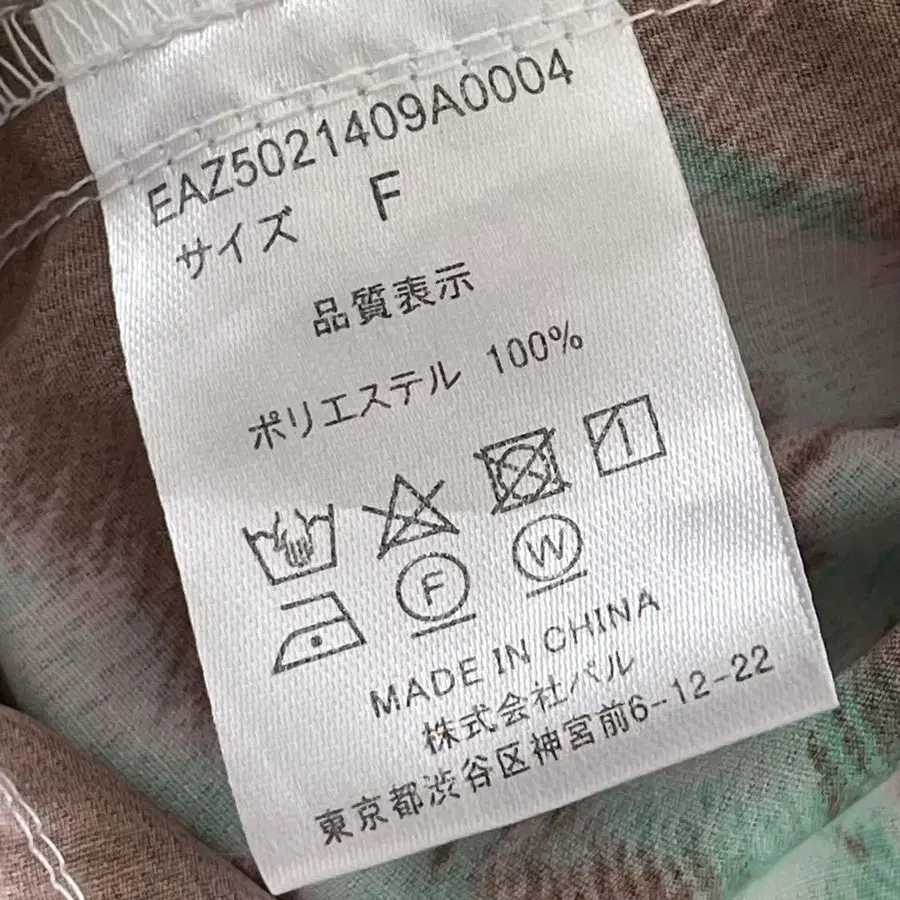 EAZ5021409A0004
サイズ F
品質表示
ポリエステル 100%
F W
MADE IN CHINA
株式会社パル
東京都渋谷区神宮前6-12-22